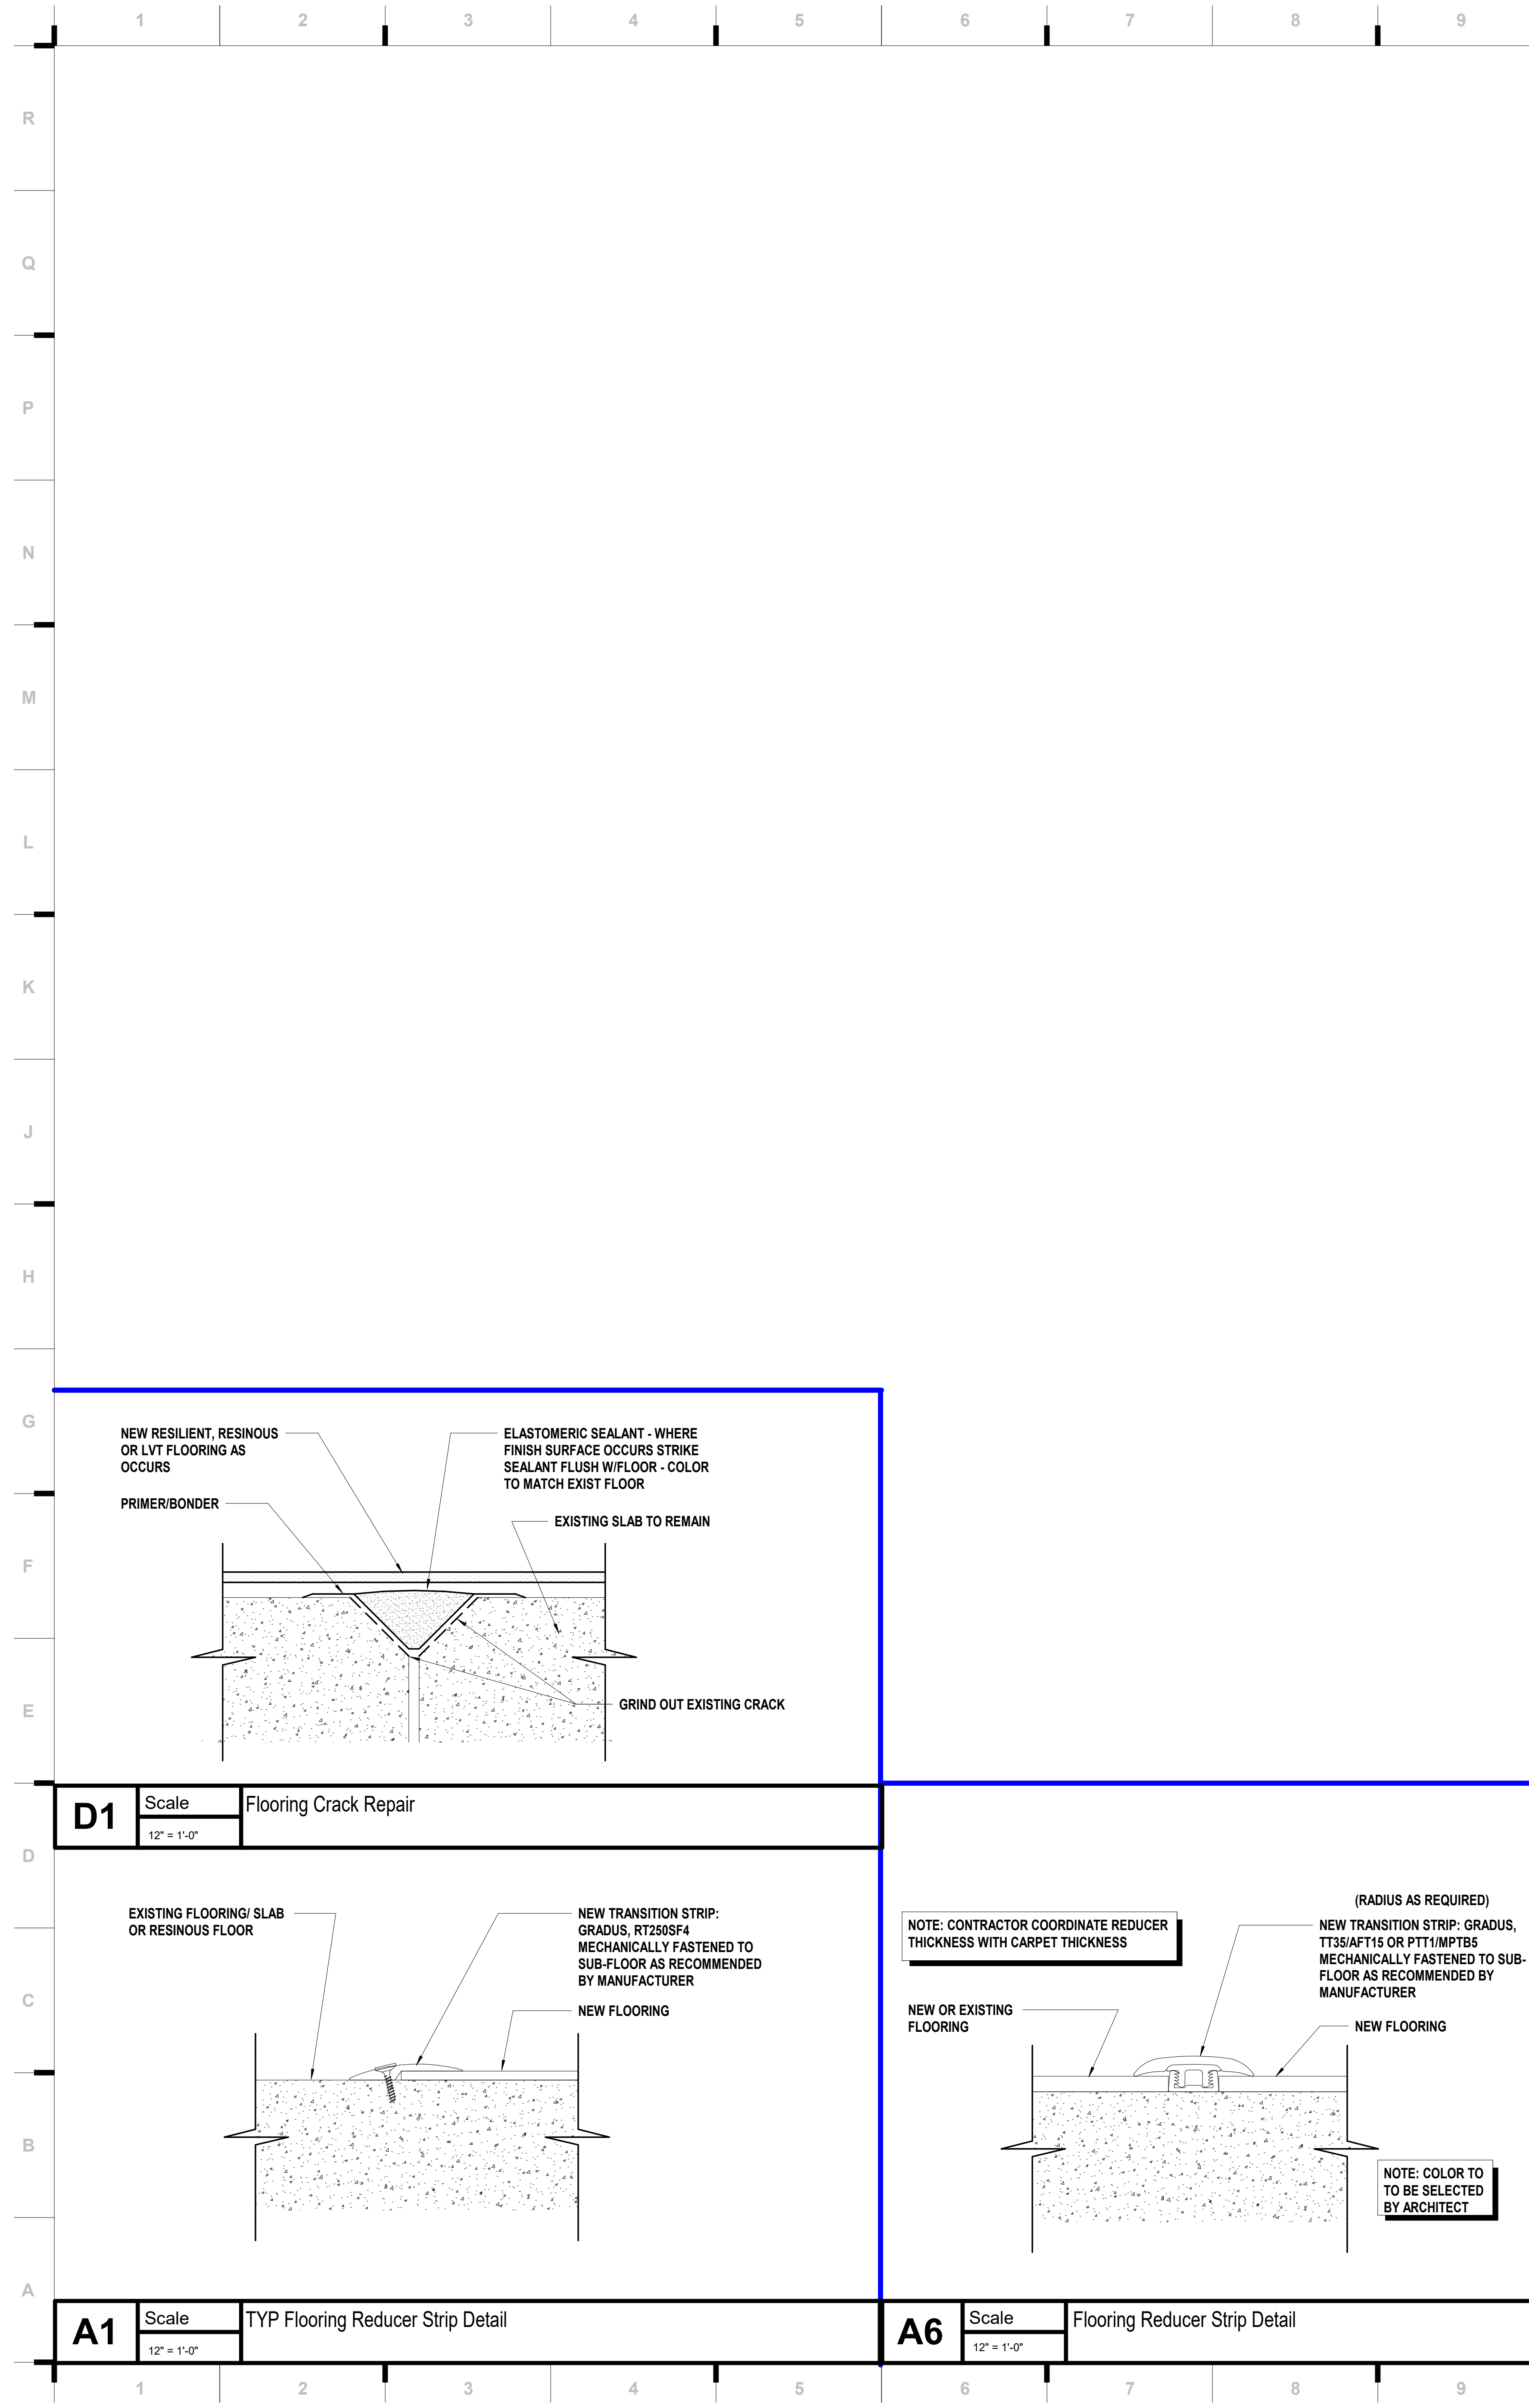 1 2 3 4 5 6 7 8 9
R
Q
P
N
M
L
K
J
H
G
F
E
D
C
B
A
NEW RESILIENT, RESINOUS
OR LVT FLOORING AS
OCCURS
PRIMER/BONDER
ELASTOMERIC SEALANT - WHERE
FINISH SURFACE OCCURS STRIKE
SEALANT FLUSH W/FLOOR - COLOR
TO MATCH EXIST FLOOR
EXISTING SLAB TO REMAIN
GRIND OUT EXISTING CRACK
D1
Scale
12" = 1'-0"
Flooring Crack Repair
EXISTING FLOORING/ SLAB
OR RESINOUS FLOOR
NEW TRANSITION STRIP:
GRADUS, RT250SF4
MECHANICALLY FASTENED TO
SUB-FLOOR AS RECOMMENDED
BY MANUFACTURER
NEW FLOORING
A1
Scale
12" = 1'-0"
TYP Flooring Reducer Strip Detail
NOTE: CONTRACTOR COORDINATE REDUCER
THICKNESS WITH CARPET THICKNESS
(RADIUS AS REQUIRED)
NEW TRANSITION STRIP: GRADUS,
TT35/AFT15 OR PTT1/MPTB5
MECHANICALLY FASTENED TO SUB-
FLOOR AS RECOMMENDED BY
MANUFACTURER
NEW OR EXISTING
FLOORING
NEW FLOORING
NOTE: COLOR TO
TO BE SELECTED
BY ARCHITECT
A6
Scale
12" = 1'-0"
Flooring Reducer Strip Detail
1 2 3 4 5 6 7 8 9